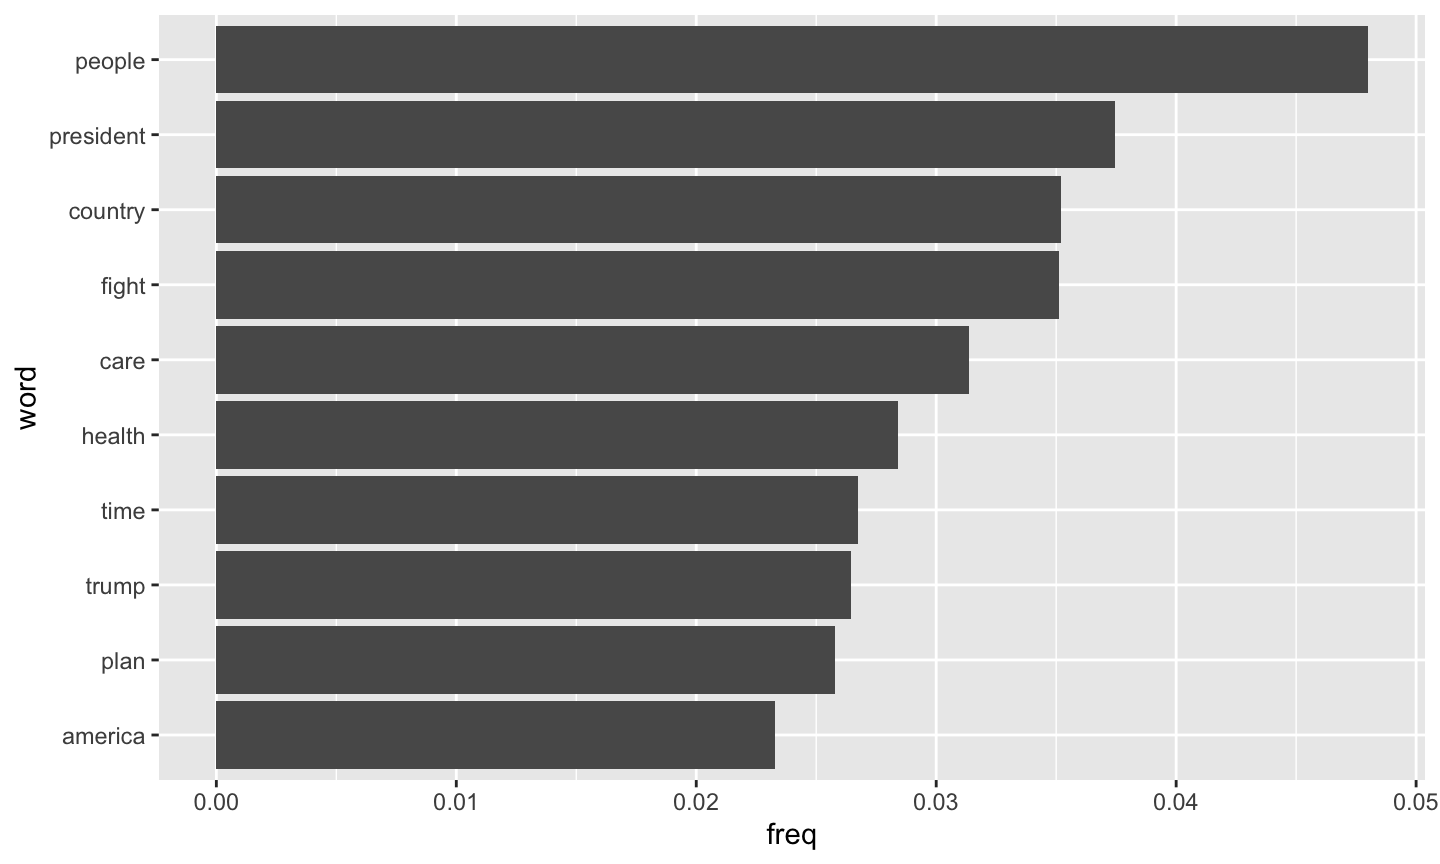 people
president
country
fight
care
health
time
trump
plan
america
word
0.00 0.01 0.02 0.03 0.04 0.05
freq